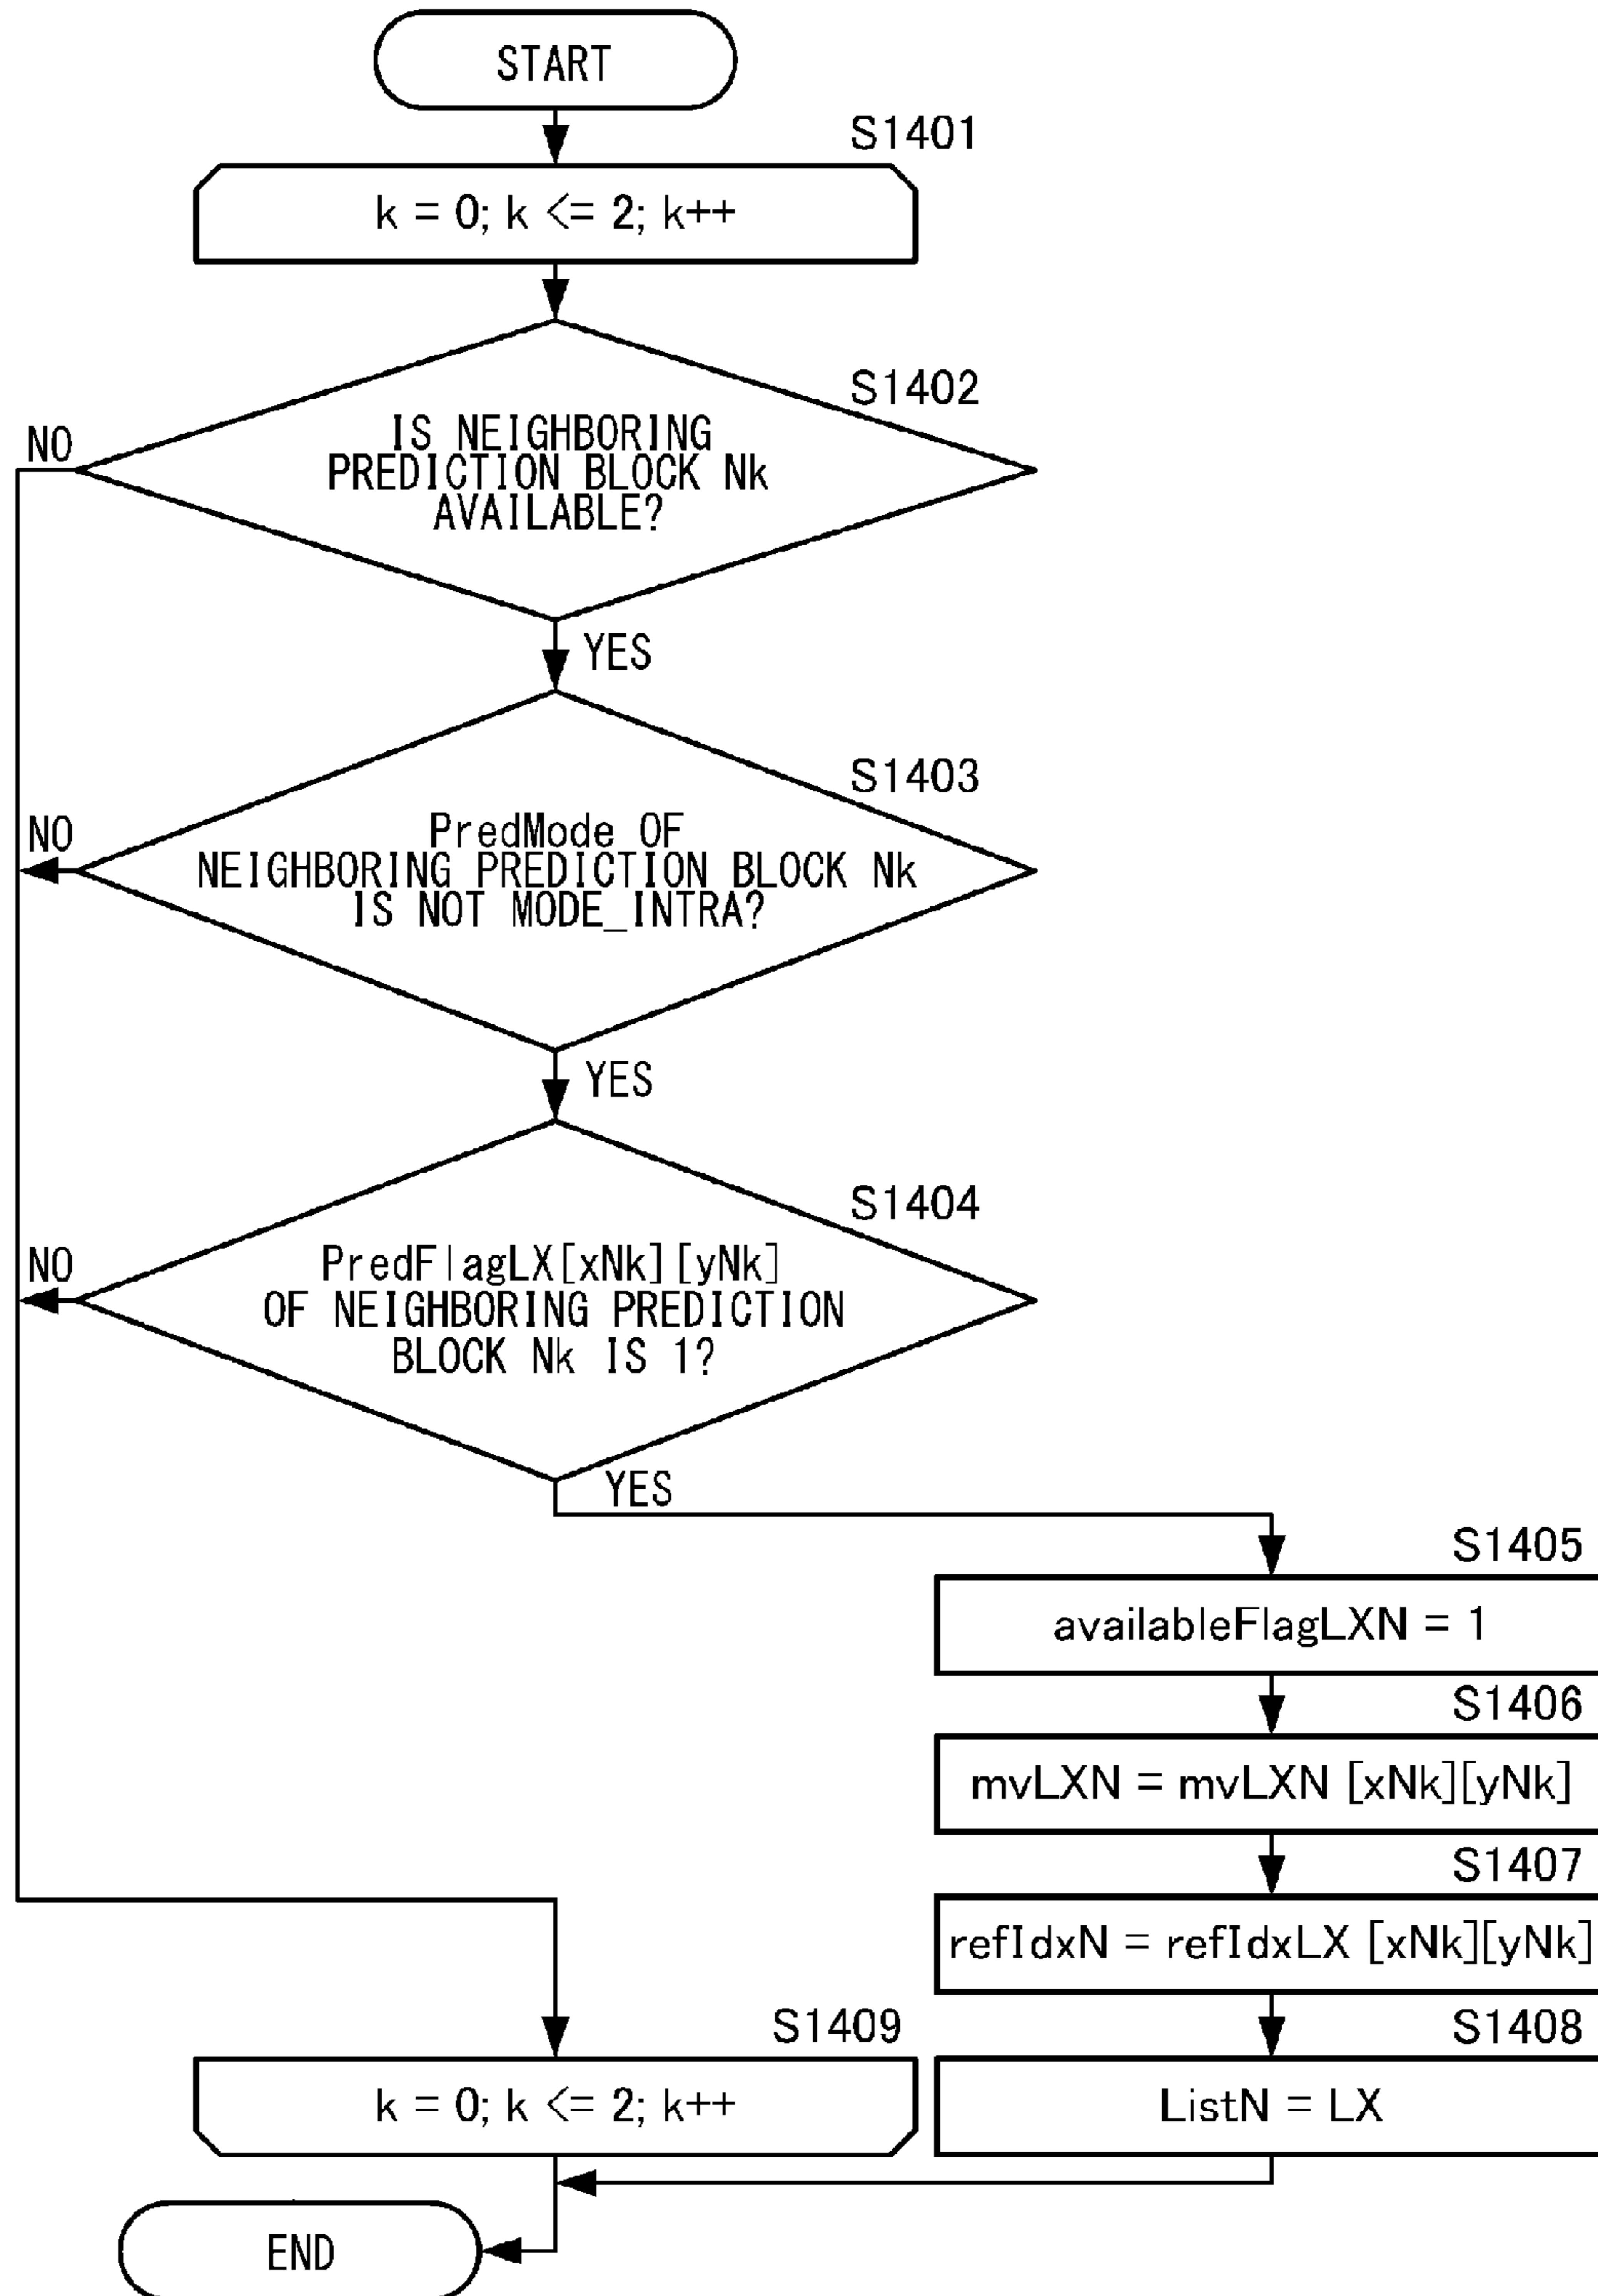 START
S1401
k = 0; k <= 2; k++
S1402
IS NEIGHBORING
PREDICTION BLOCK Nk
AVAILABLE?
NO
YES
S1403
PredMode OF
NEIGHBORING PREDICTION BLOCK Nk
IS NOT MODE_INTRA?
NO
YES
S1404
PredFlagLX[xNk][yNk]
OF NEIGHBORING PREDICTION
BLOCK Nk IS 1?
NO
YES
S1405
availableFlagLXN = 1
S1406
mvLXN = mvLXN [xNk][yNk]
S1407
refIdxN = refIdxLX [xNk][yNk]
S1408
ListN = LX
S1409
k = 0; k <= 2; k++
END